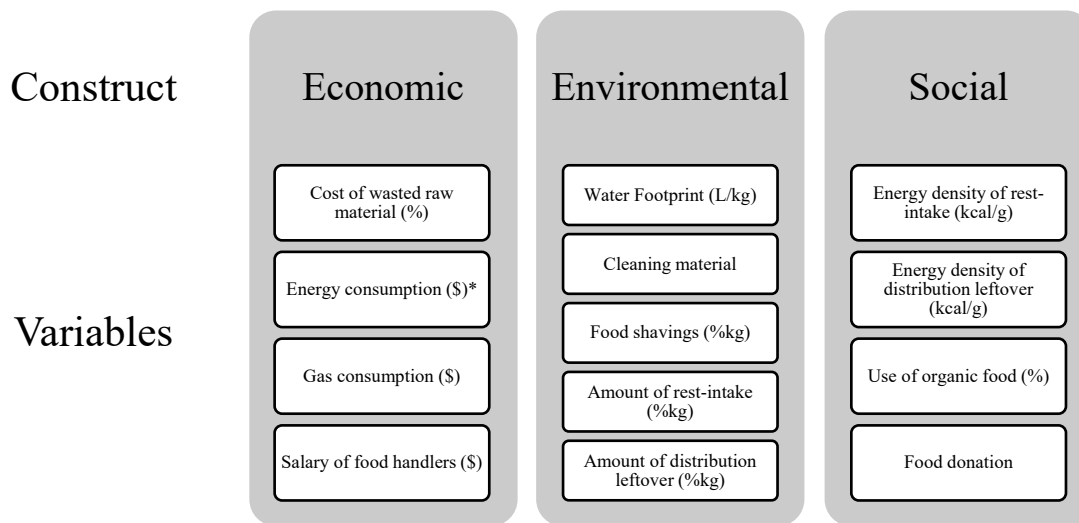 Construct
Economic
Environmental
Social
Variables
Cost of wasted raw
material (%)
Energy consumption ($)*
Gas consumption ($)
Salary of food handlers ($)
Water Footprint (L/kg)
Cleaning material
Food shavings (%kg)
Amount of rest-intake
(%kg)
Amount of distribution
leftover (%kg)
Energy density of rest-
intake (kcal/g)
Energy density of
distribution leftover
(kcal/g)
Use of organic food (%)
Food donation